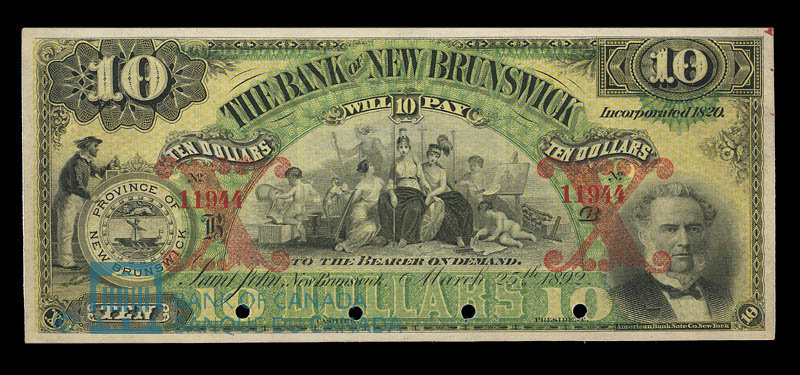 10
THE BANK OF NEW BRUNSWICK
10
WILL 10 PAY
Incorporated 1820.
TEN DOLLARS
TEN DOLLARS
No
11944
B
No
11944
B
PROVINCE OF
NEW BRUNSWICK
TO THE BEARER ON DEMAND.
Saint John, New Brunswick, March 25th 1892
10 DOLLARS 10
TEN
PRESIDENT.
American Bank Note Co. New York
10
BANK OF CANADA
BANQUE DU CANADA